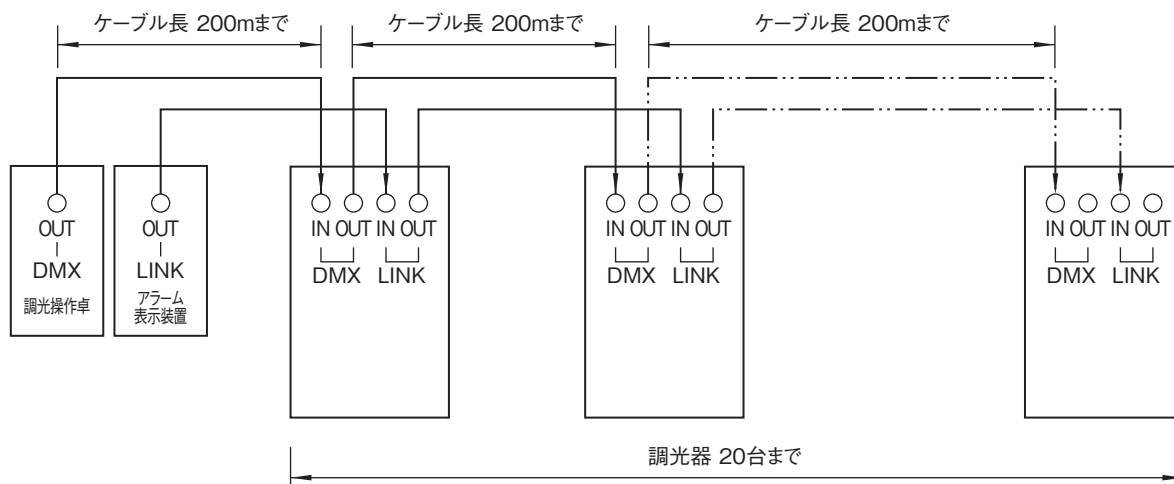 ケーブル長 200mまで
ケーブル長 200mまで
ケーブル長 200mまで
OUT
DMX
調光操作卓
OUT
LINK
アラーム
表示装置
IN OUT IN OUT
DMX LINK
IN OUT IN OUT
DMX LINK
IN OUT IN OUT
DMX LINK
調光器 20台まで